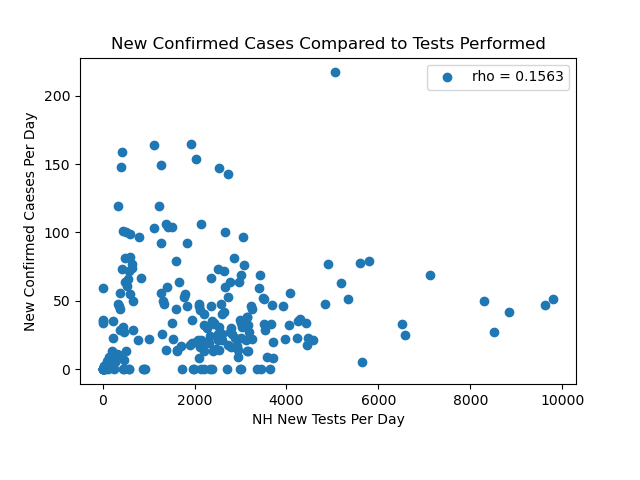 New Confirmed Cases Compared to Tests Performed
rho = 0.1563
200
150
100
50
0
New Confirmed Caeses Per Day
0 2000 4000 6000 8000 10000
NH New Tests Per Day